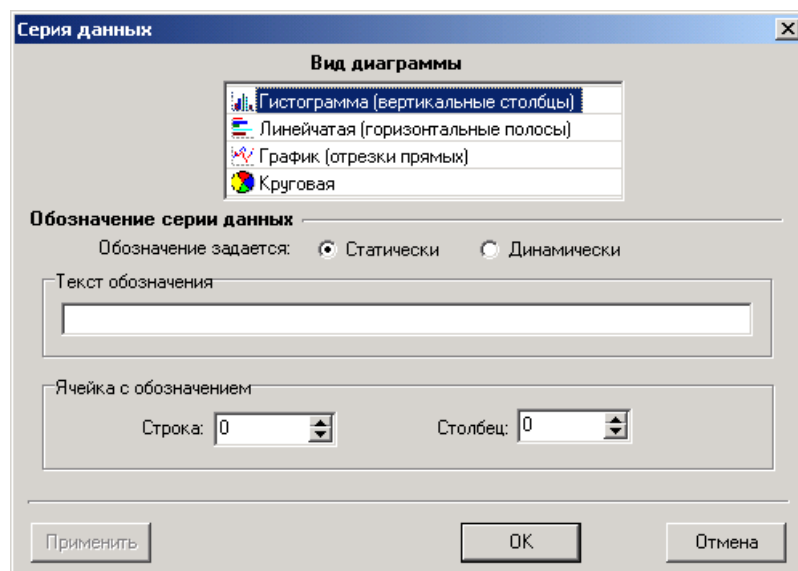 Серия данных
Вид диаграммы
Гистограмма (вертикальные столбцы)
Линейчатая (горизонтальные полосы)
График (отрезки прямых)
Круговая
Обозначение серии данных
Обозначение задается: Статически Динамически
Текст обозначения
Ячейка с обозначением
Строка: 0 Столбец: 0
Применить OK Отмена